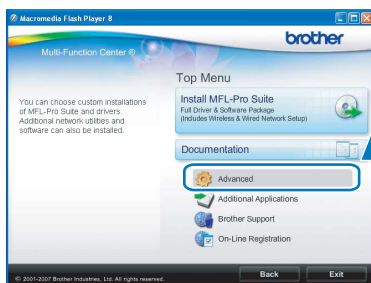 Macromedia Flash Player 8
brother
Multi-Function Center ®
Top Menu
You can choose custom installations
of MFL-Pro Suite and drivers.
Additional network utilities and
software can also be installed.
Install MFL-Pro Suite
Full Driver & Software Package
(Includes Wireless & Wired Network Setup)
Documentation
Advanced
Additional Applications
Brother Support
On-Line Registration
© 2001-2007 Brother Industries, Ltd. All rights reserved.
Back
Exit